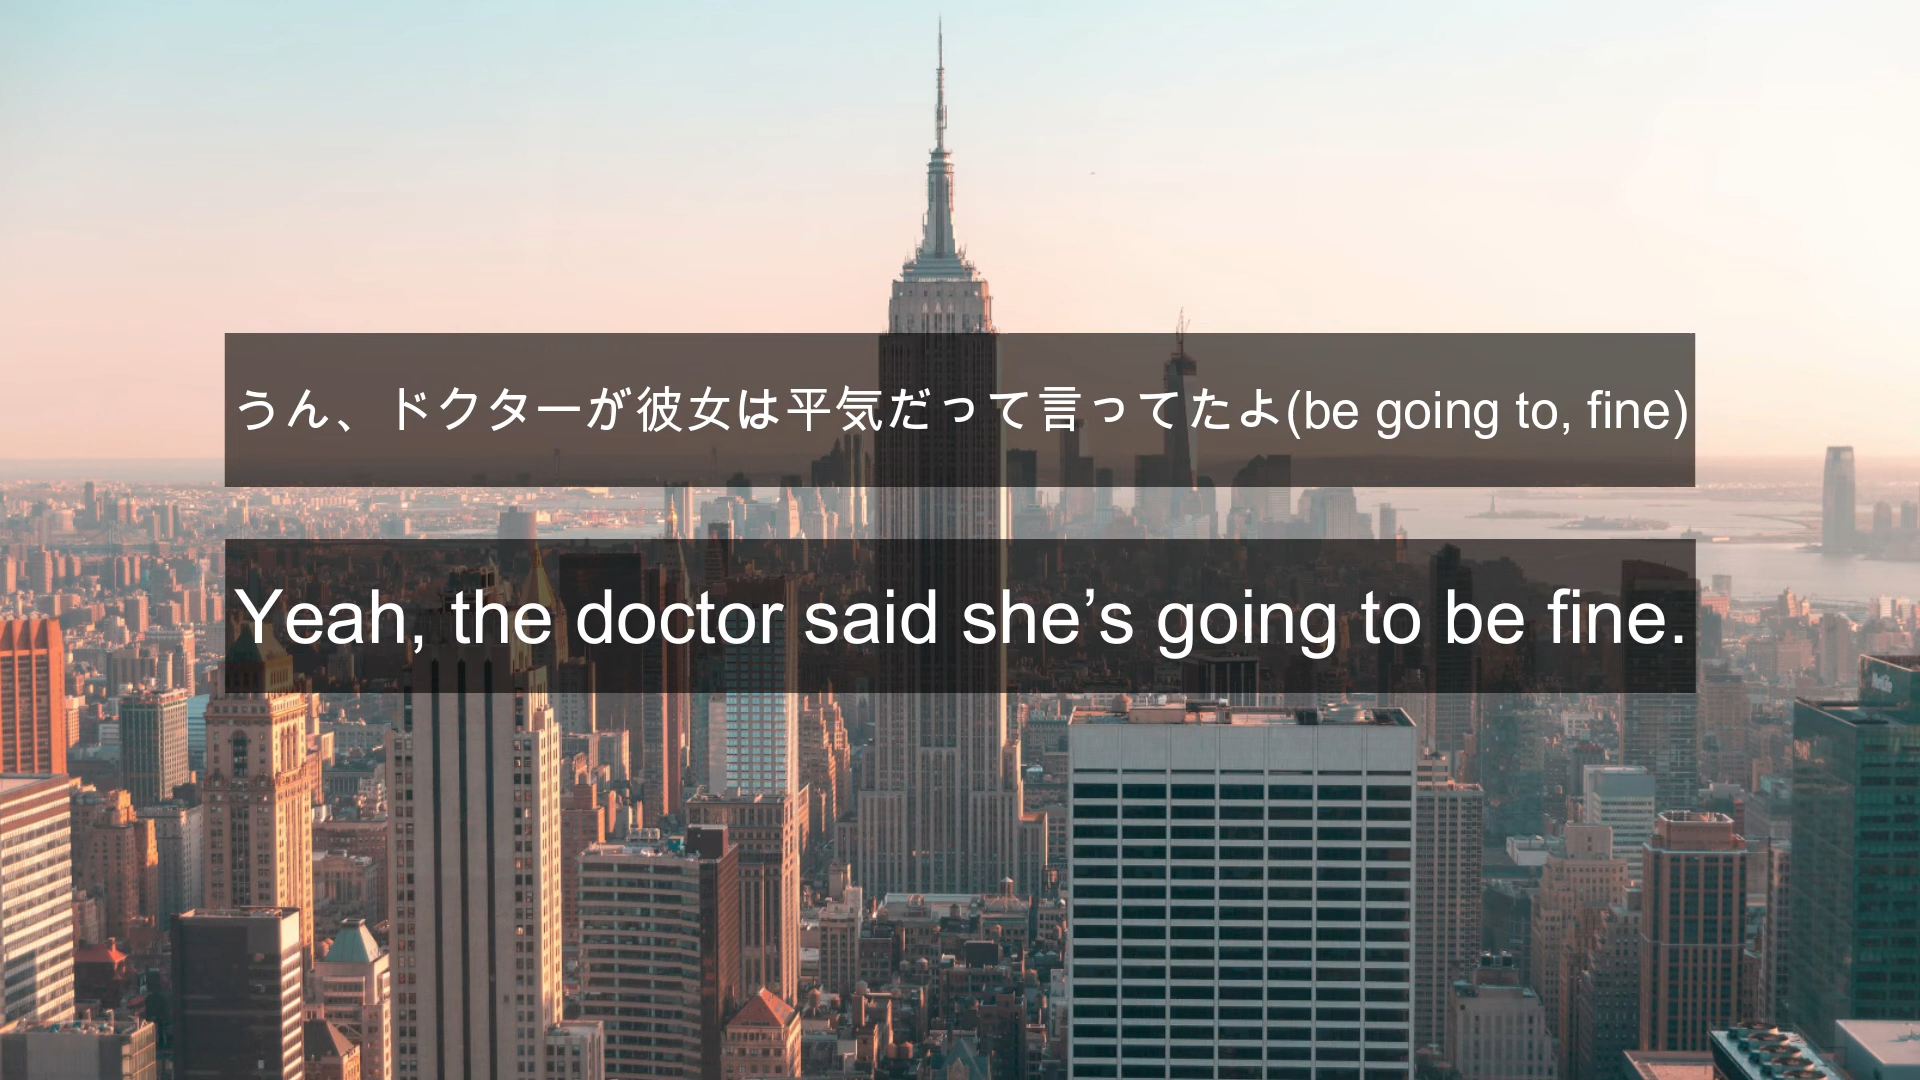 うん、ドクターが彼女は平気だって言ってたよ(be going to, fine)
Yeah, the doctor said she’s going to be fine.